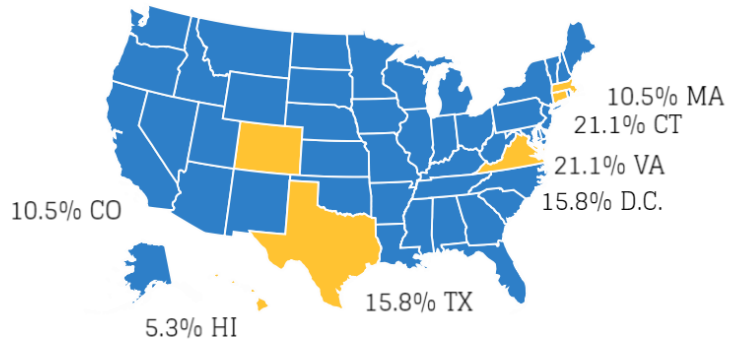 10.5% MA
21.1% CT
21.1% VA
15.8% D.C.
10.5% CO
15.8% TX
5.3% HI